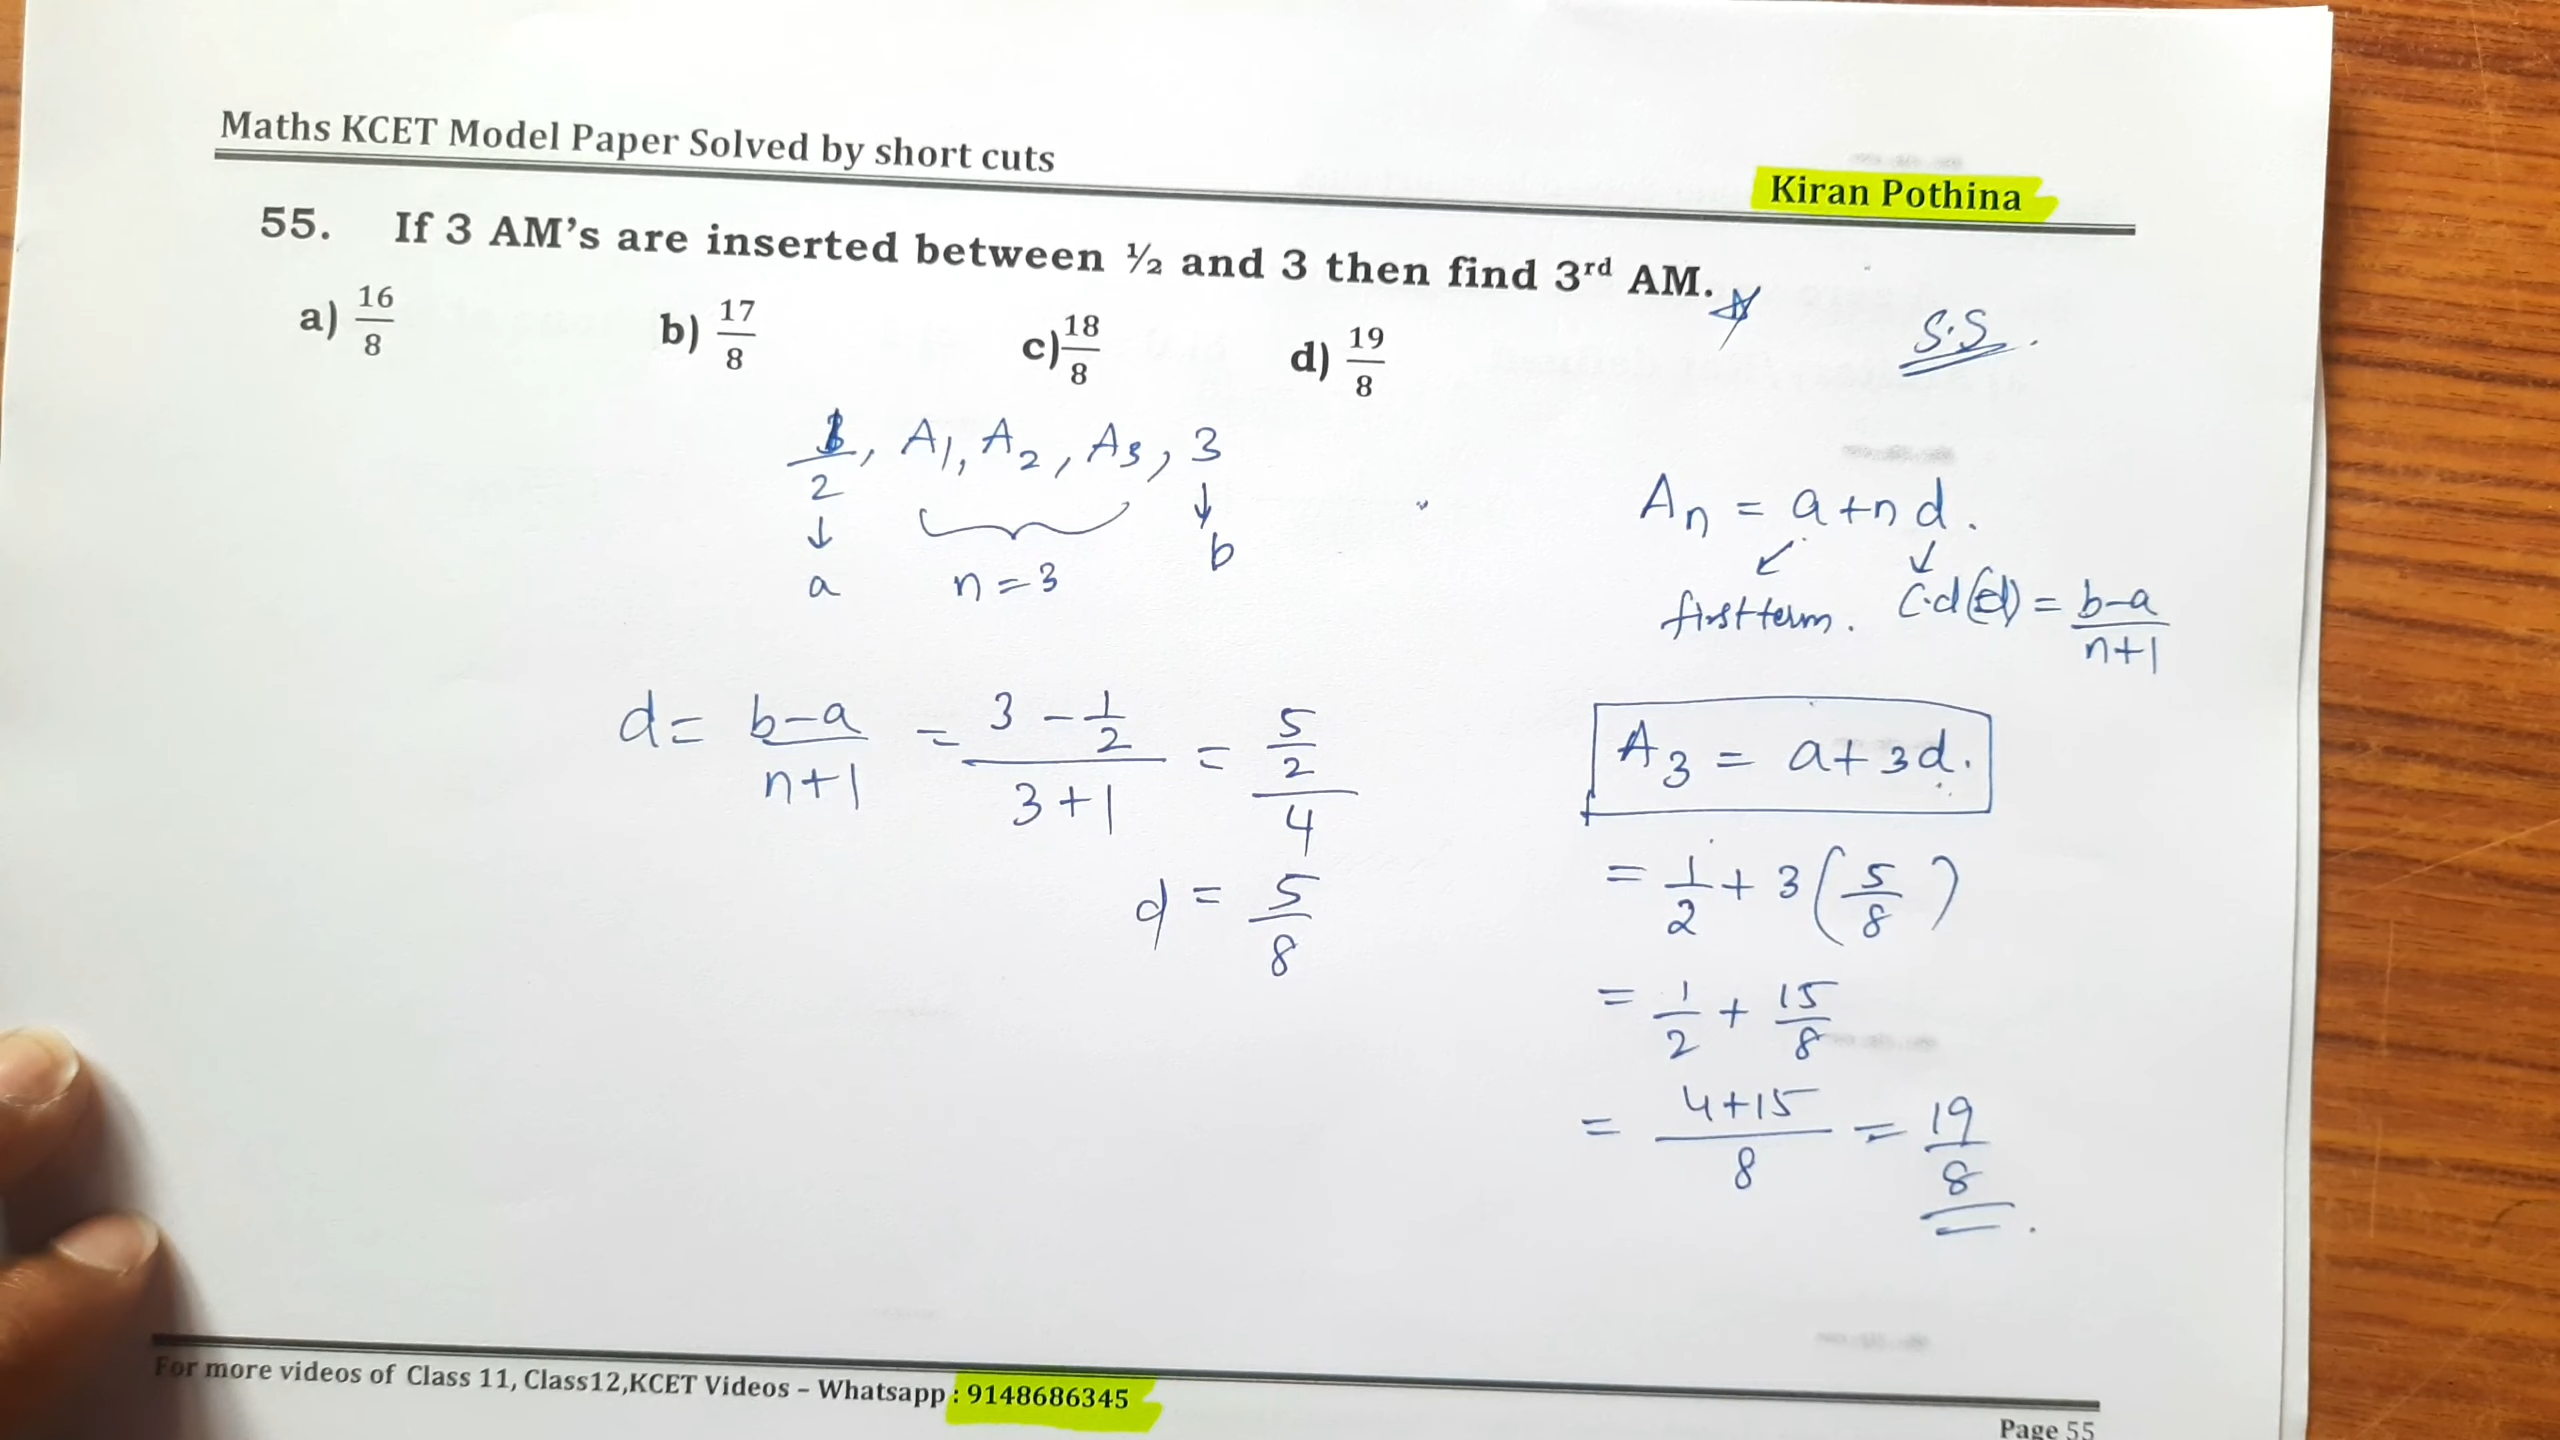 Maths KCET Model Paper Solved by short cuts
Kiran Pothina
55. If 3 AM's are inserted between ½ and 3 then find 3rd AM.
a) 16/8 b) 17/8 c) 18/8 d) 19/8
S.S.
1/2, A1, A2, A3, 3
a n = 3 b
An = a + n d.
first term. C.d(d) = b-a/n+1
d = b-a/n+1 = 3 - 1/2 / 3+1 = 5/2/4
d = 5/8
A3 = a + 3d.
= 1/2 + 3(5/8)
= 1/2 + 15/8
= 4+15/8 = 19/8.
For more videos of Class 11, Class12,KCET Videos – Whatsapp : 9148686345
Page 55